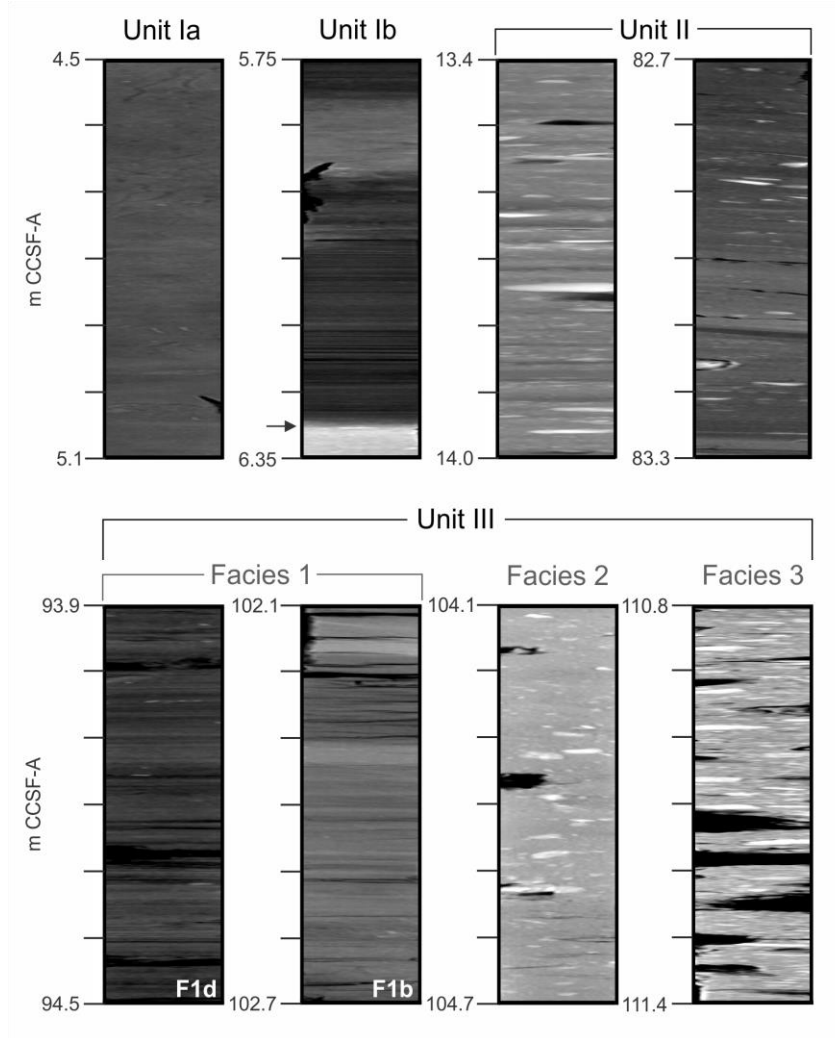 Unit Ia
Unit Ib
Unit II
4.5
5.75
13.4
82.7
m CCSF-A
5.1
6.35
14.0
83.3
Unit III
Facies 1
Facies 2
Facies 3
93.9
102.1
104.1
110.8
m CCSF-A
F1d
F1b
94.5
102.7
104.7
111.4